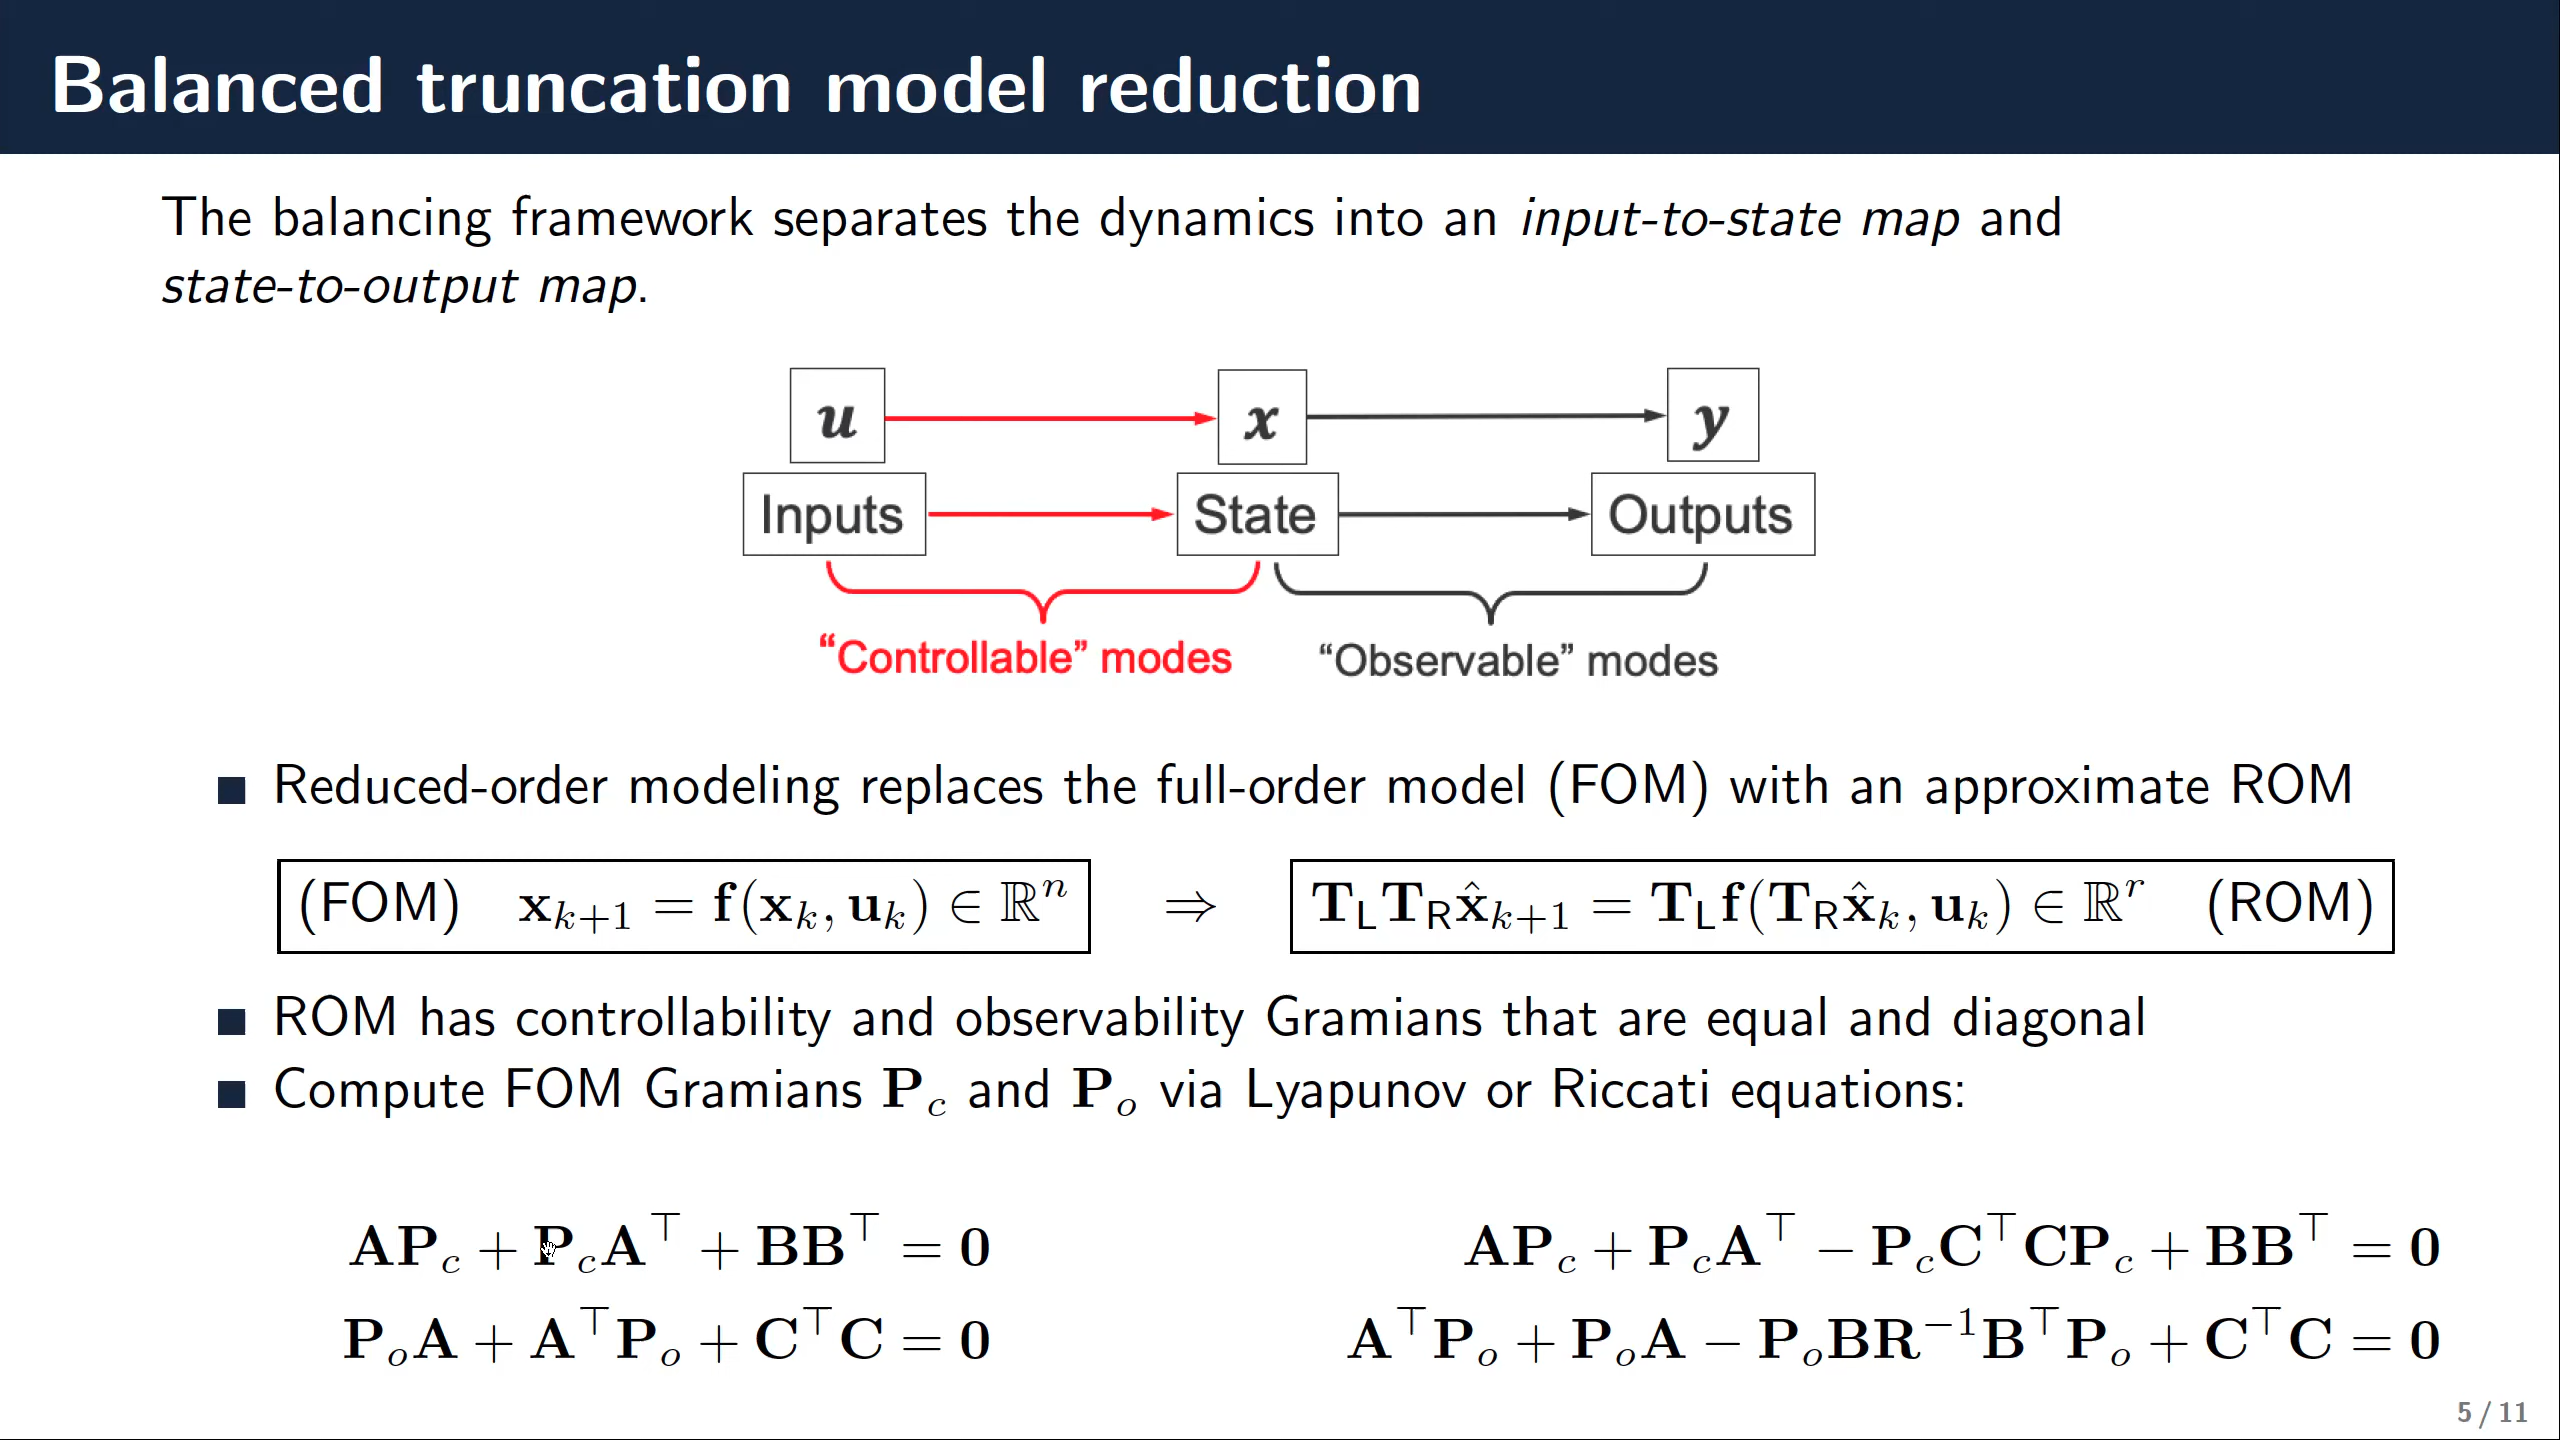 Balanced truncation model reduction
The balancing framework separates the dynamics into an input-to-state map and
state-to-output map.
u x y
Inputs State Outputs
“Controllable” modes “Observable” modes
■ Reduced-order modeling replaces the full-order model (FOM) with an approximate ROM
(FOM) x_{k+1} = f(x_k, u_k) ∈ ℝ^n ⇒ T_L T_R x̂_{k+1} = T_L f(T_R x̂_k, u_k) ∈ ℝ^r (ROM)
■ ROM has controllability and observability Gramians that are equal and diagonal
■ Compute FOM Gramians P_c and P_o via Lyapunov or Riccati equations:
AP_c + P_c A^⊤ + BB^⊤ = 0 AP_c + P_c A^⊤ − P_c C^⊤ CP_c + BB^⊤ = 0
P_o A + A^⊤ P_o + C^⊤ C = 0 A^⊤ P_o + P_o A − P_o BR^{−1} B^⊤ P_o + C^⊤ C = 0
5 / 11